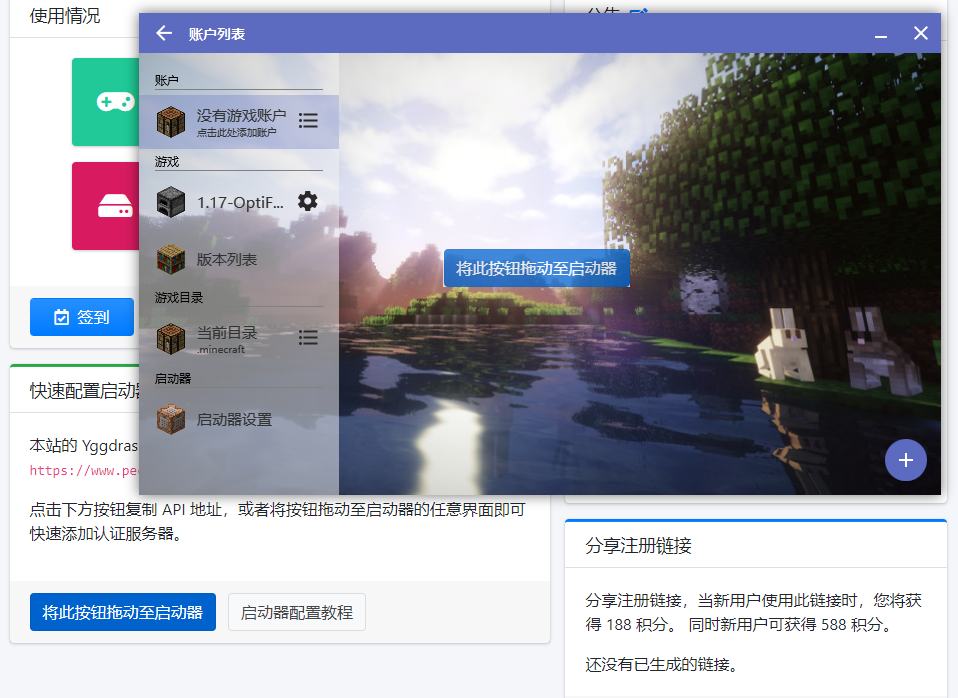 使用情况
账户列表
账户
没有游戏账户
点击此处添加账户
游戏
1.17-OptiF...
版本列表
游戏目录
当前目录
.minecraft
启动器
启动器设置
将此按钮拖动至启动器
签到
快速配置启动
本站的 Yggdras
https://www.pe
点击下方按钮复制 API 地址，或者将按钮拖动至启动器的任意界面即可
快速添加认证服务器。
将此按钮拖动至启动器
启动器配置教程
分享注册链接
分享注册链接，当新用户使用此链接时，您将获
得 188 积分。 同时新用户可获得 588 积分。
还没有已生成的链接。